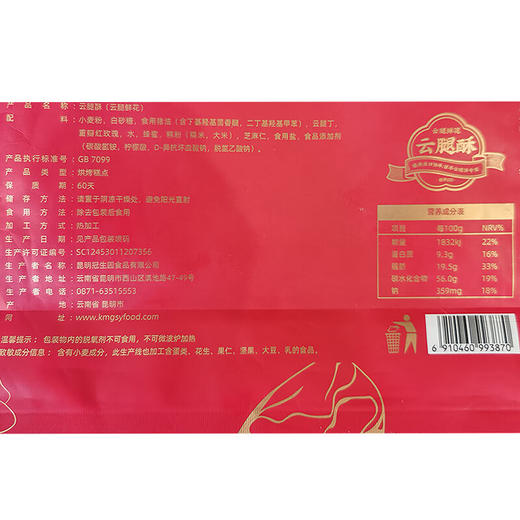 产品名称：云腿酥（云腿鲜花）
配料：小麦粉，白砂糖，食用猪油（含丁基羟基茴香醚，二丁基羟基甲苯），云腿丁，
重瓣红玫瑰，水，蜂蜜，糕粉（糯米，大米），芝麻仁，食用盐，食品添加剂
（碳酸氢铵，柠檬酸，D-异抗坏血酸钠，脱氢乙酸钠）。
产品执行标准号：GB 7099
产品类型：烘烤糕点
保质期：60天
储存方法：请置于阴凉干燥处，避免阳光直射
食用方法：除去包装后食用
加工方式：热加工
生产日期：见产品包装喷码
生产许可证号：SC12453011207356
生产者名称：昆明冠生园食品有限公司
生产者地址：云南省昆明市西山区滇池路47-49号
生产者电话：0871-63515553
产地：云南省 昆明市
网址：www.kmgsyfood.com
温馨提示：包装物内的脱氧剂不可食用，不可微波炉加热
致敏成分信息：含有小麦成分，此生产线也加工含蛋类、花生、果仁、坚果、大豆、乳的食品。
云腿鲜花
云腿酥
营养成分表
项目 每100g NRV%
能量 1832kJ 22%
蛋白质 9.3g 16%
脂肪 19.5g 33%
碳水化合物 56.0g 19%
钠 359mg 18%
6 910460 993870